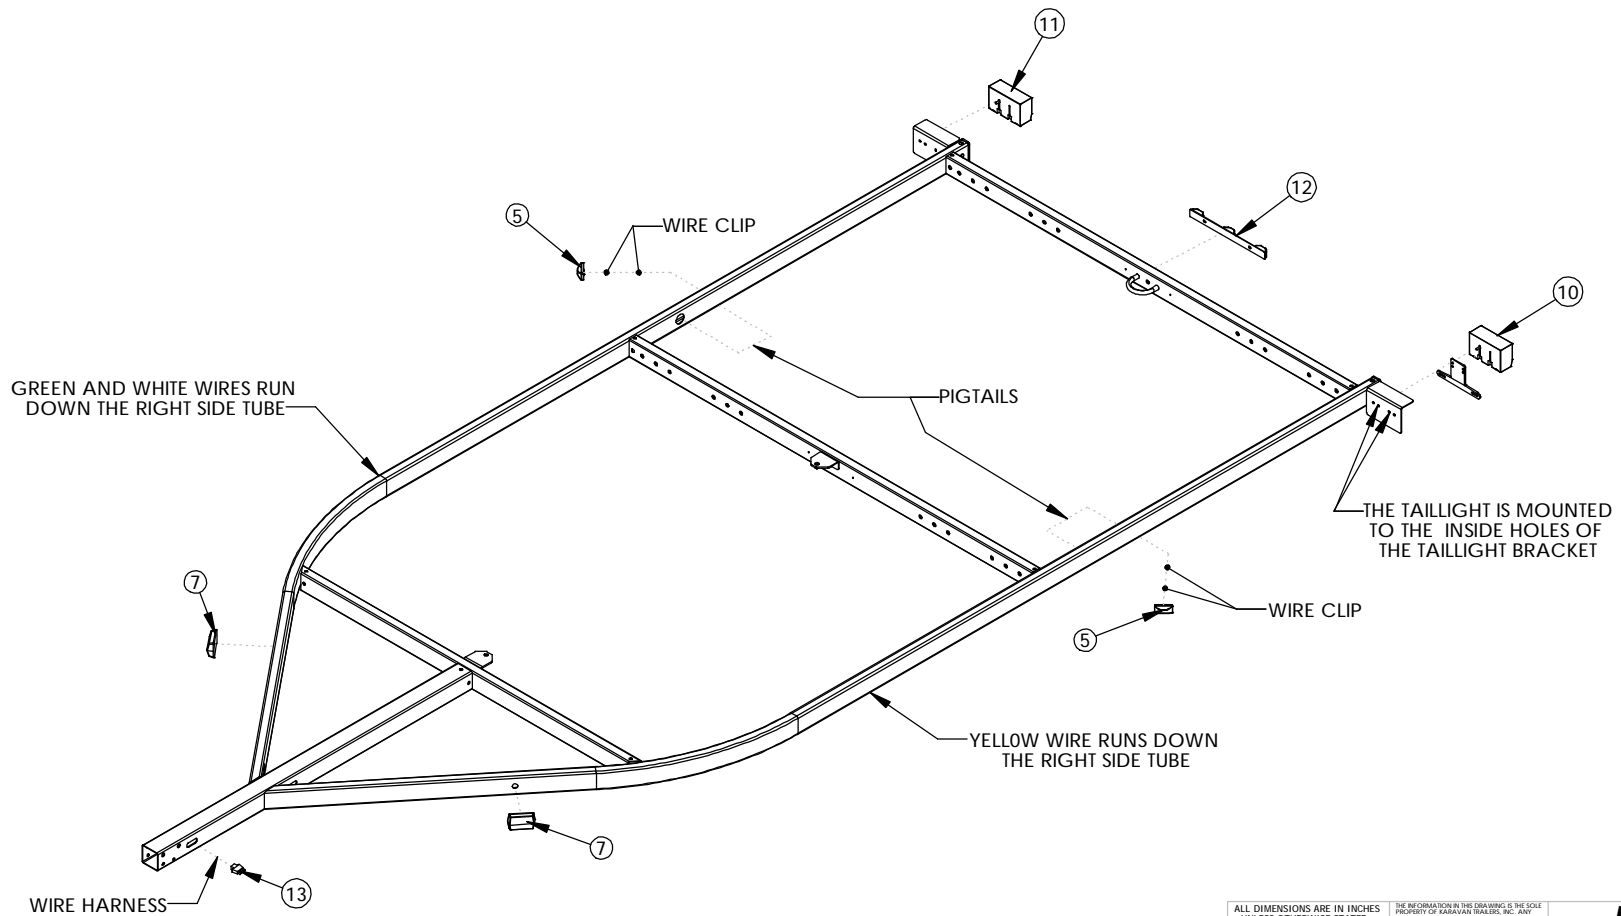 11
12
5
WIRE CLIP
10
GREEN AND WHITE WIRES RUN
DOWN THE RIGHT SIDE TUBE
PIGTAILS
THE TAILLIGHT IS MOUNTED
TO THE INSIDE HOLES OF
THE TAILLIGHT BRACKET
7
WIRE CLIP
5
YELL0W WIRE RUNS DOWN
THE RIGHT SIDE TUBE
7
13
WIRE HARNESS
ALL DIMENSIONS ARE IN INCHES
THE INFORMATION IN THIS DRAWING IS THE SOLE
PROPERTY OF KARAVAN TRAILERS, INC. ANY